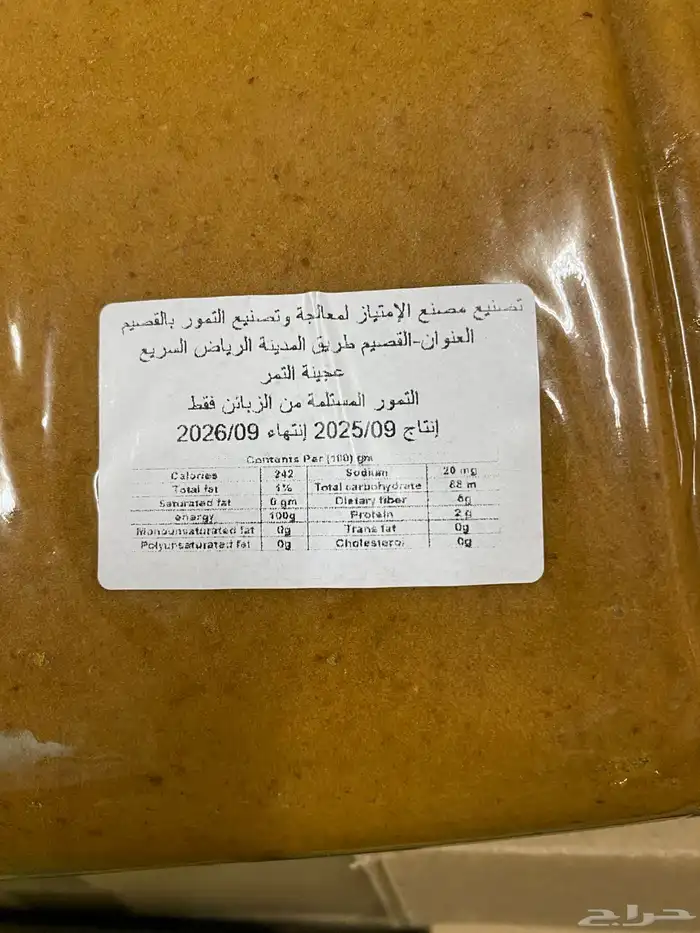 تصنيع مصنع الإمتياز لمعالجة وتصنيع التمور بالقصيم
العنوان-القصيم طريق المدينة الرياض السريع
عجينة التمر
التمور المستلمة من الزبائن فقط
إنتاج 2025/09 إنتهاء 2026/09
Contents Per (100) gm
Calories 242 Sodium 20 mg
Total fat 1% Total carbohydrate 68 m
Saturated fat 0 gm Dietary fiber 6g
energy 100g Protein 2 g
Monounsaturated fat 0g Trans fat 0g
Polyunsaturated fat 0g Cholesterol 0g
حراج